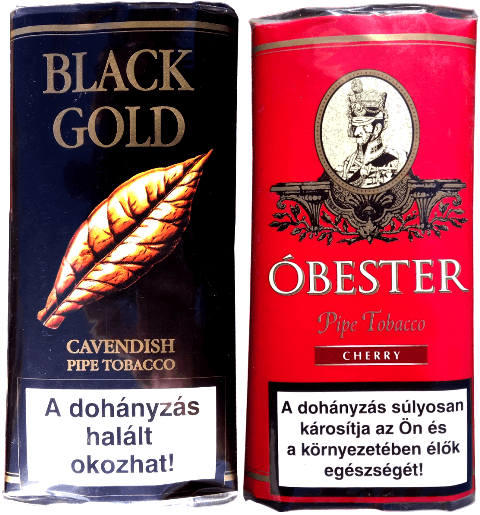 BLACK
GOLD
CAVENDISH
PIPE TOBACCO
A dohányzás
halált
okozhat!
ÓBESTER
Pipe Tobacco
CHERRY
A dohányzás súlyosan
károsítja az Ön és
a környezetében élők
egészségét!